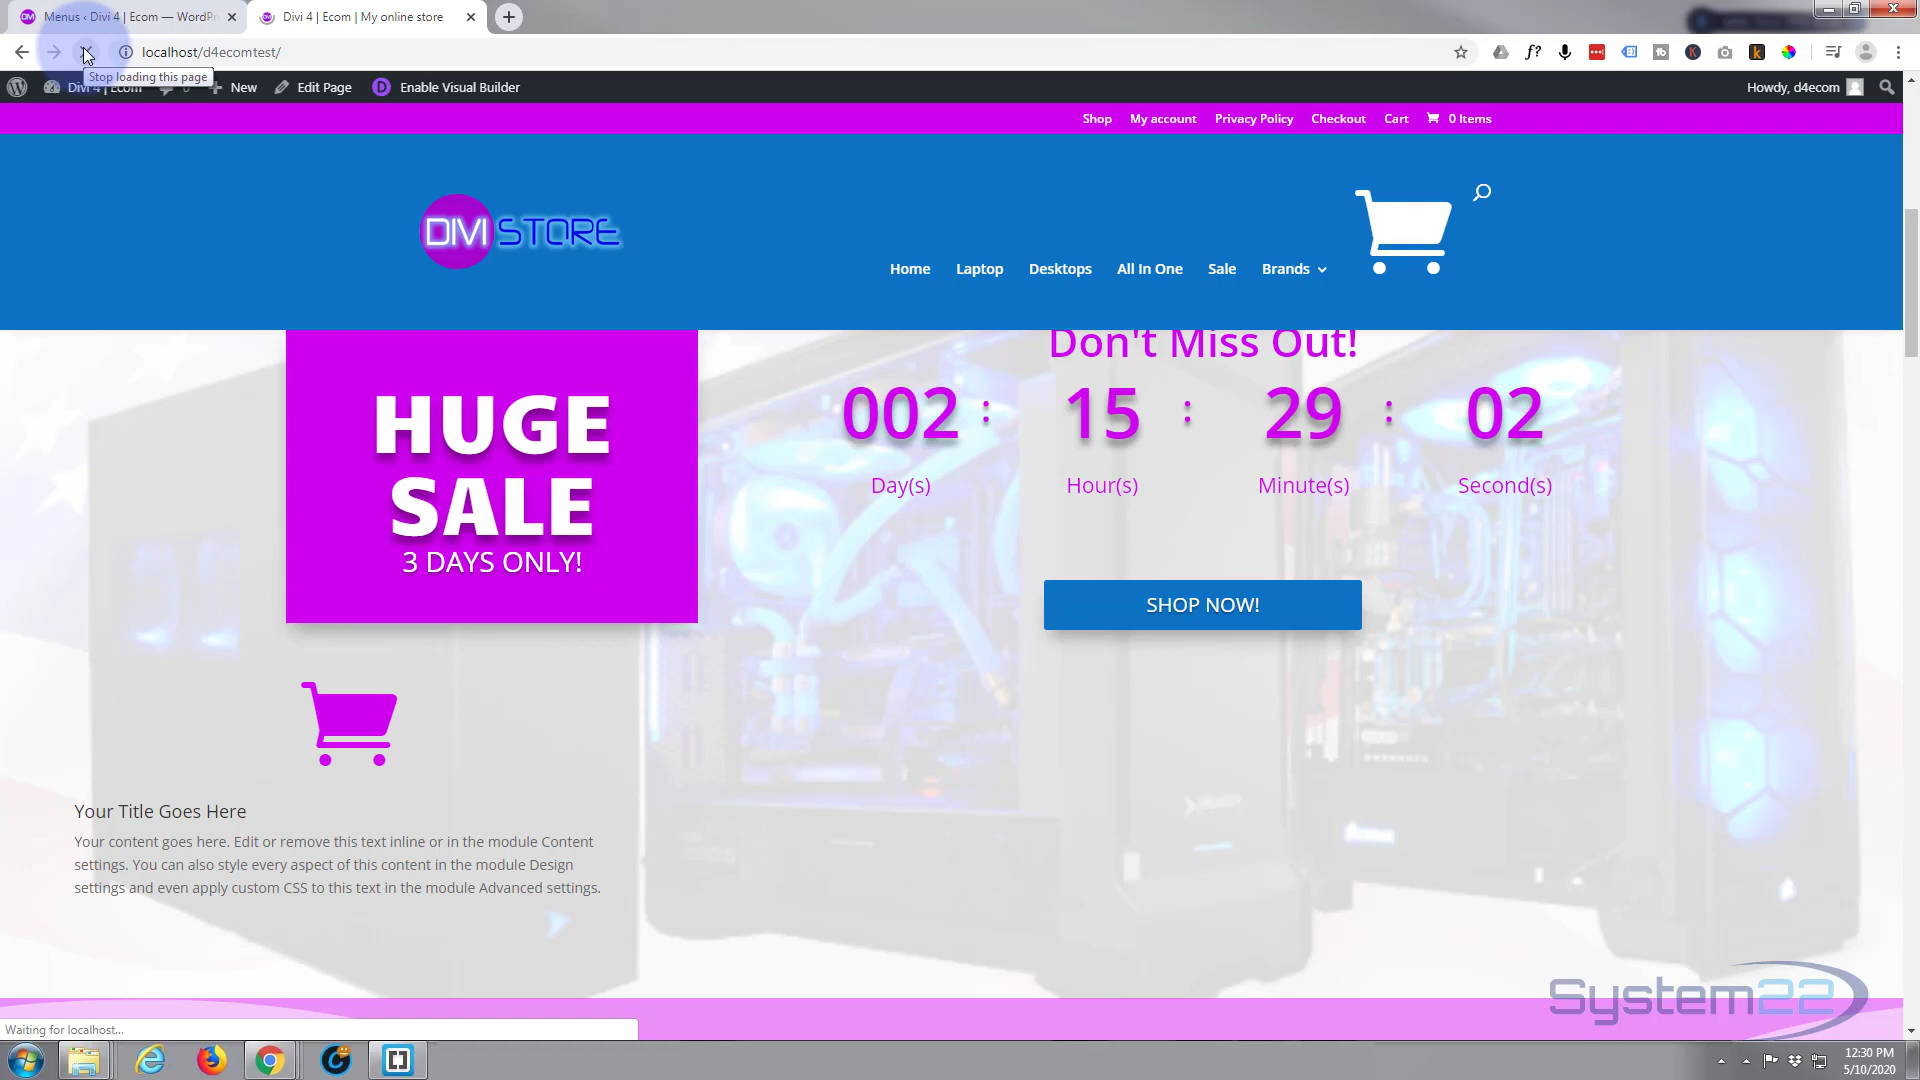 Menus ‹ Divi 4 | Ecom — WordPr
Divi 4 | Ecom | My online store
localhost/d4ecomtest/
Stop loading this page
Divi 4 | Ecom
0
New
Edit Page
D
Enable Visual Builder
Howdy, d4ecom
Shop
My account
Privacy Policy
Checkout
Cart
0 Items
DIVI STORE
Home
Laptop
Desktops
All In One
Sale
Brands
Don't Miss Out!
HUGE
SALE
3 DAYS ONLY!
002 : 15 : 29 : 02
Day(s)
Hour(s)
Minute(s)
Second(s)
SHOP NOW!
Your Title Goes Here
Your content goes here. Edit or remove this text inline or in the module Content
settings. You can also style every aspect of this content in the module Design
settings and even apply custom CSS to this text in the module Advanced settings.
System22
Waiting for localhost...
12:30 PM
5/10/2020